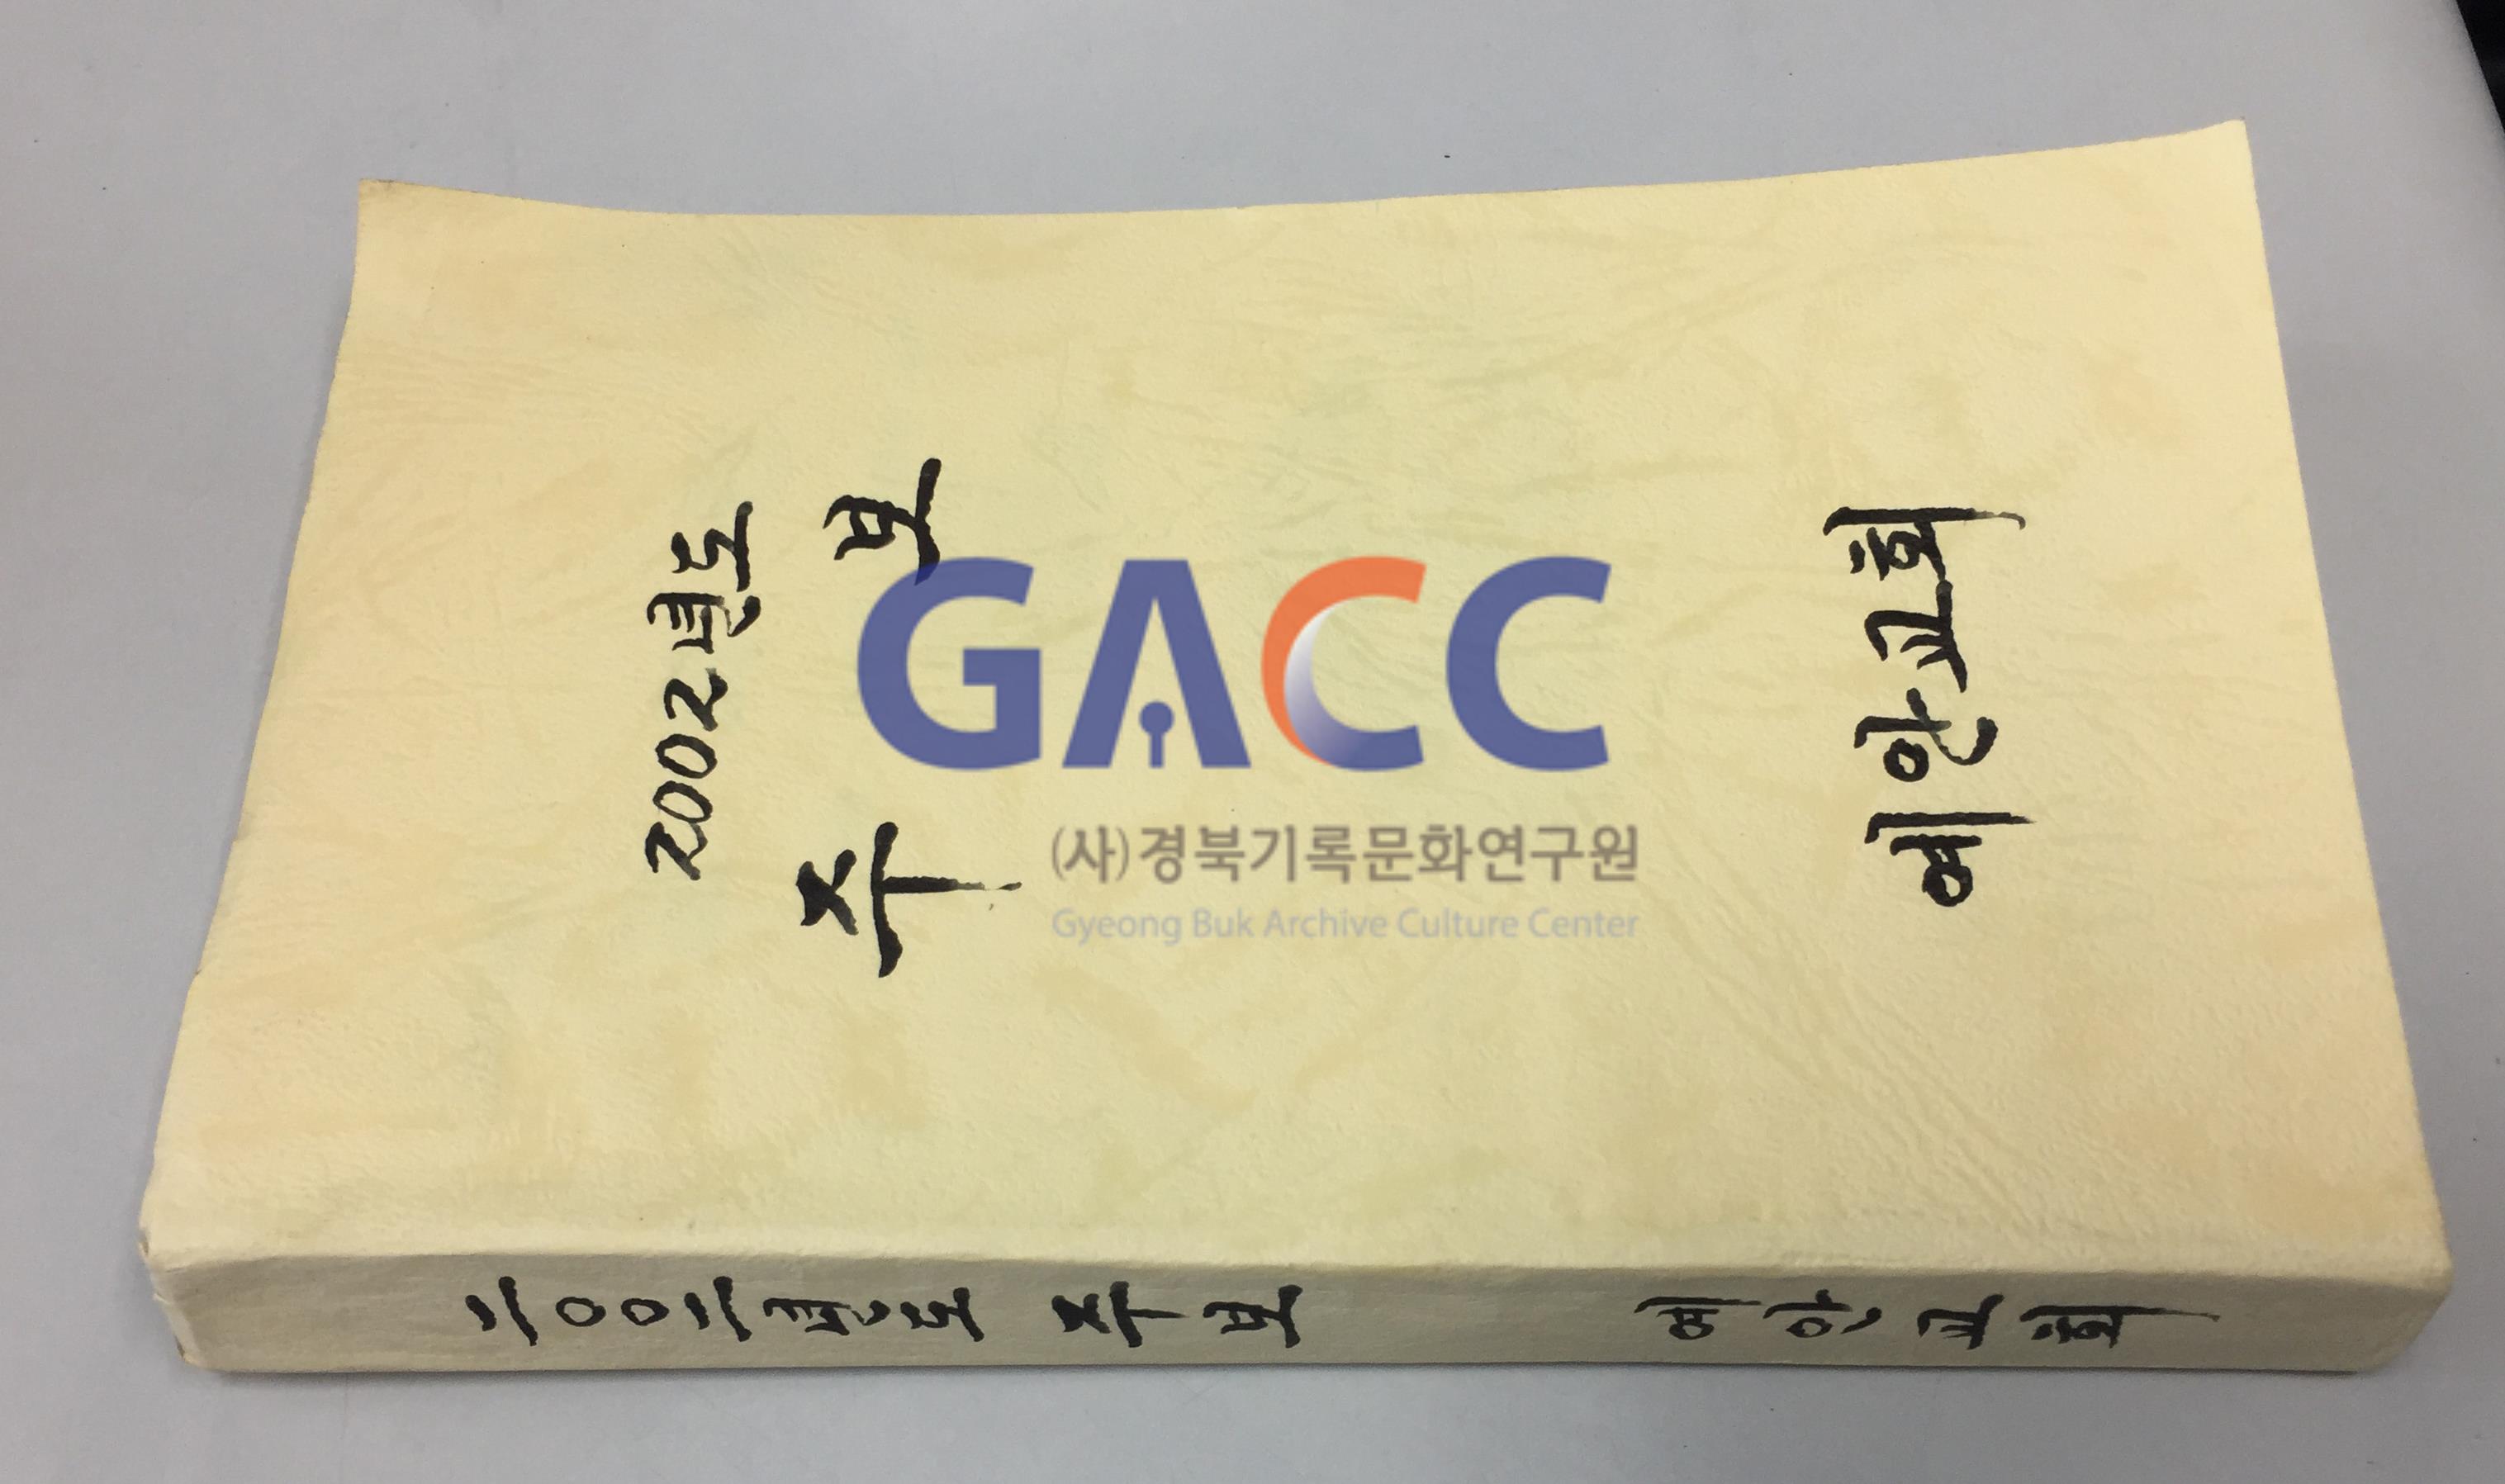 2002년도
주 보
예안교회
二00二년도 주보 예안교회
GACC
(사)경북기록문화연구원
Gyeong Buk Archive Culture Center